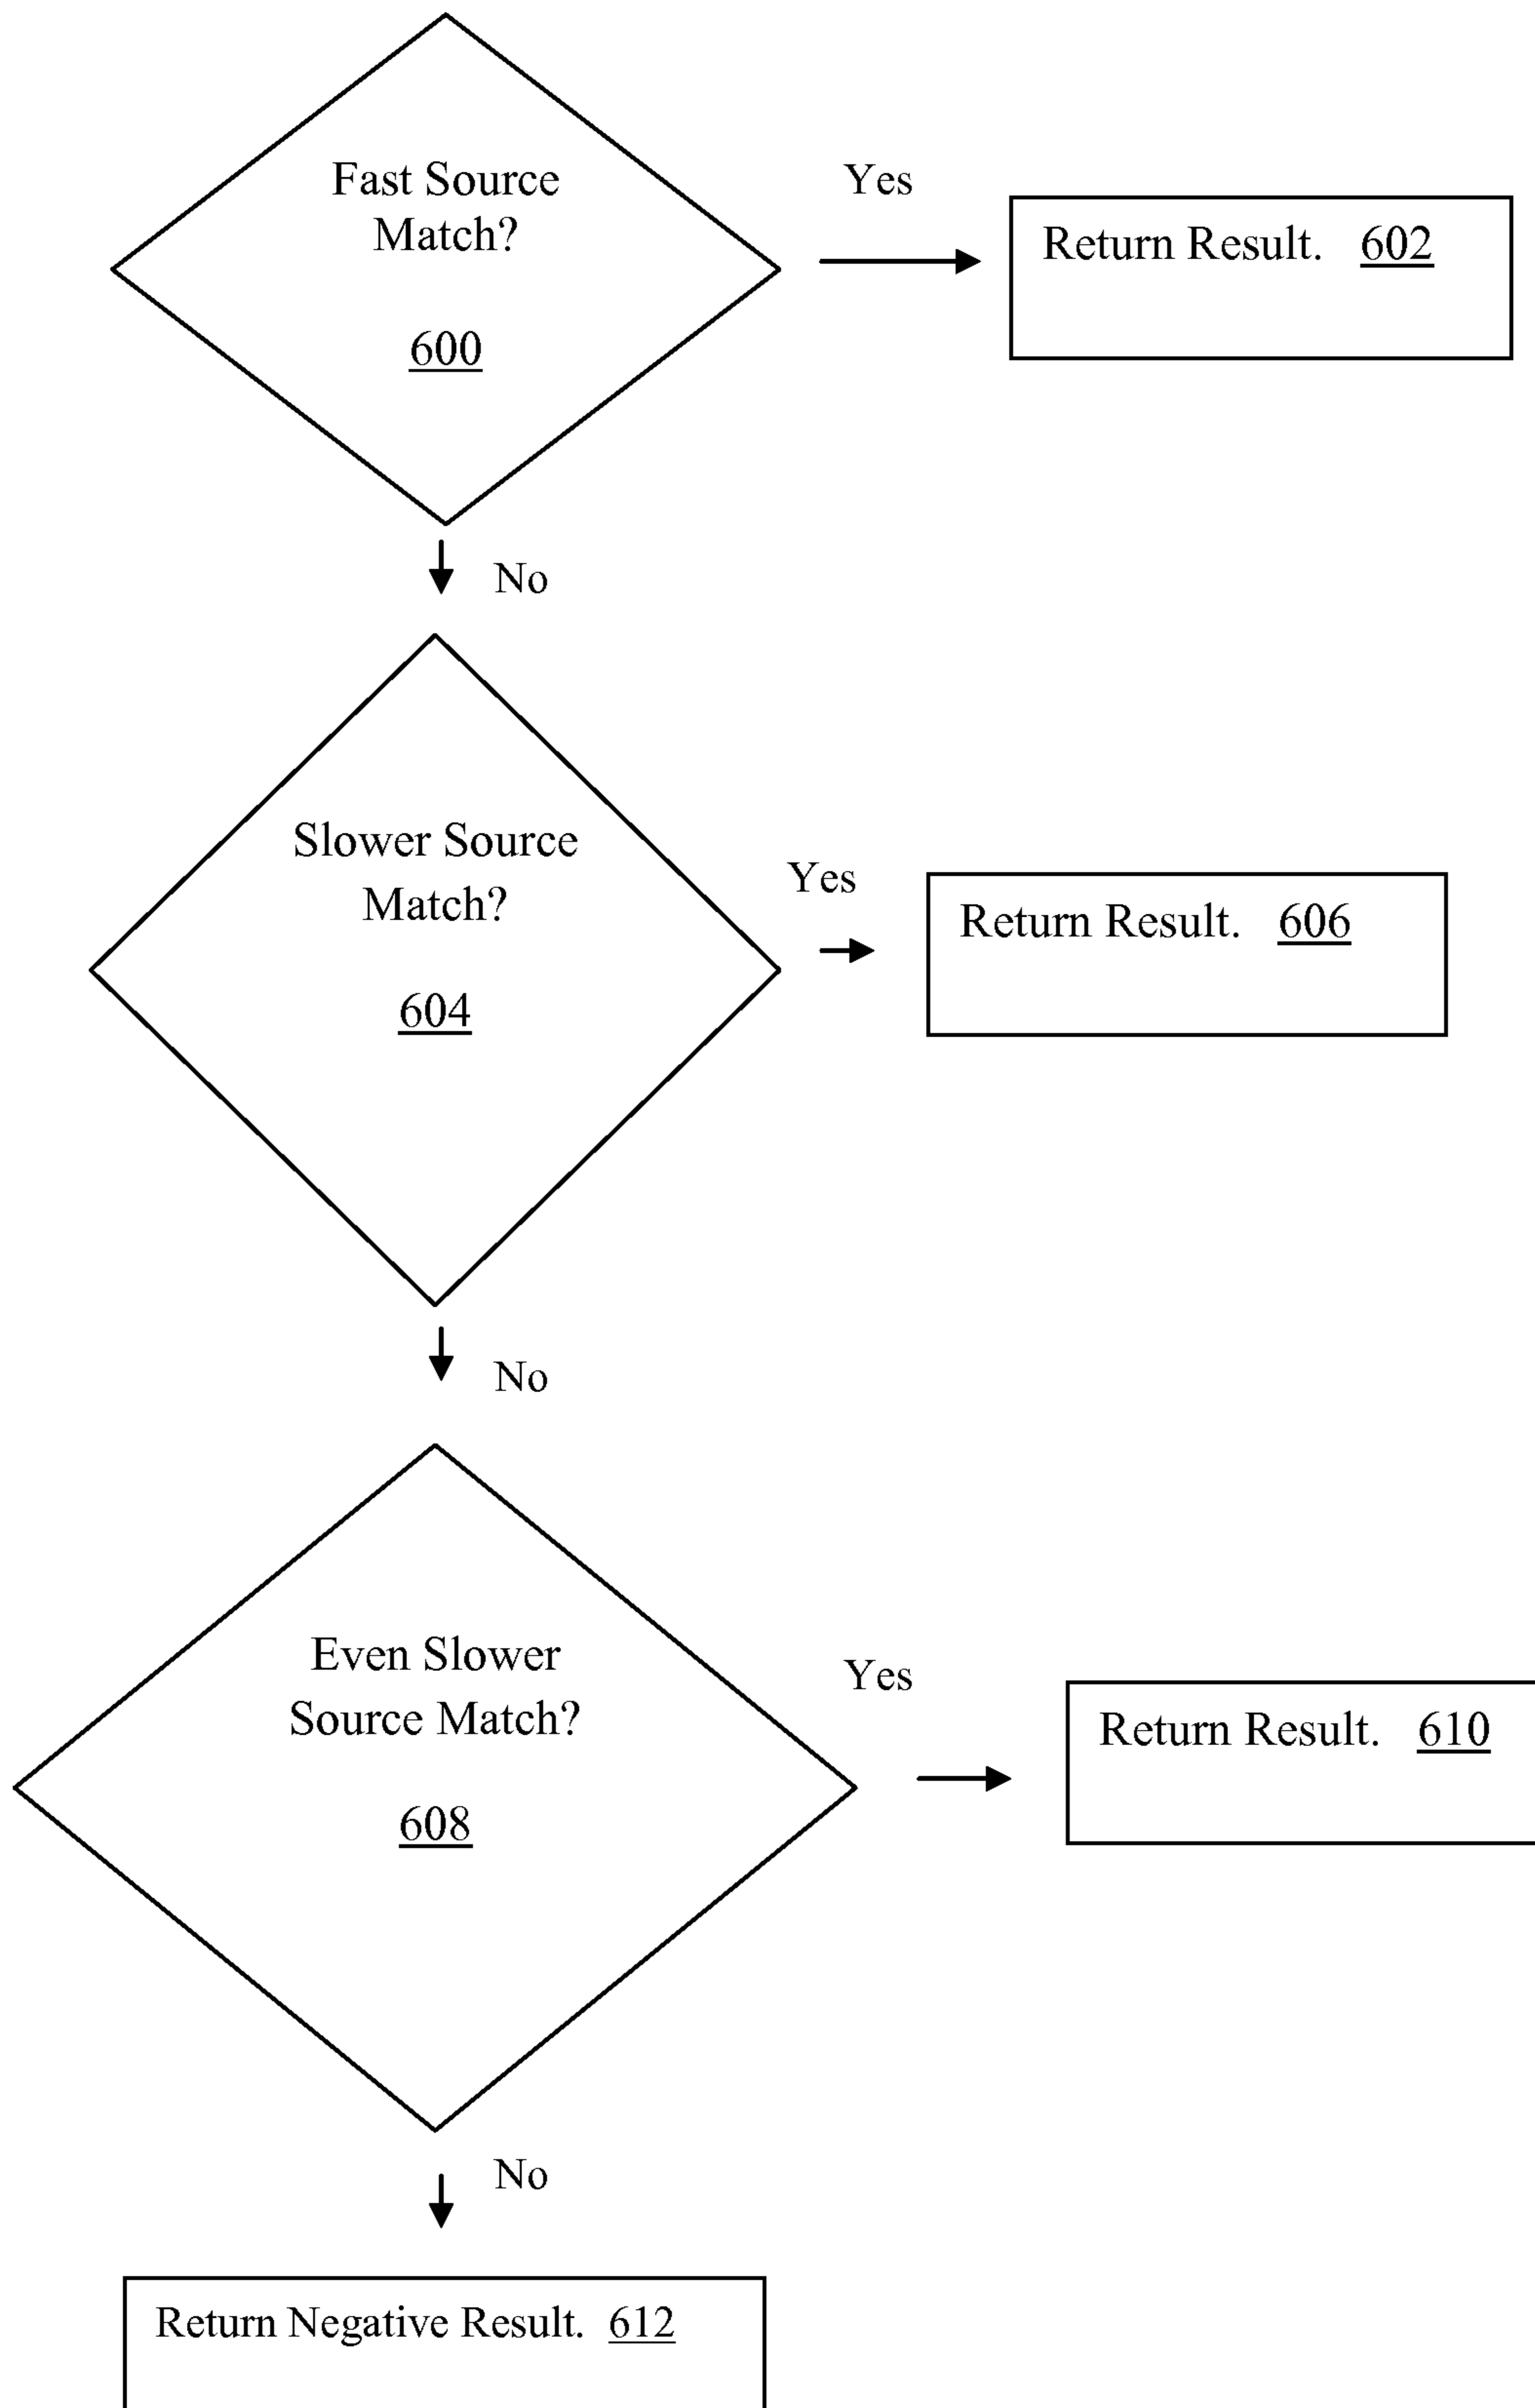 Fast Source
Match?
600
Yes
Return Result. 602
No
Slower Source
Match?
604
Yes
Return Result. 606
No
Even Slower
Source Match?
608
Yes
Return Result. 610
No
Return Negative Result. 612